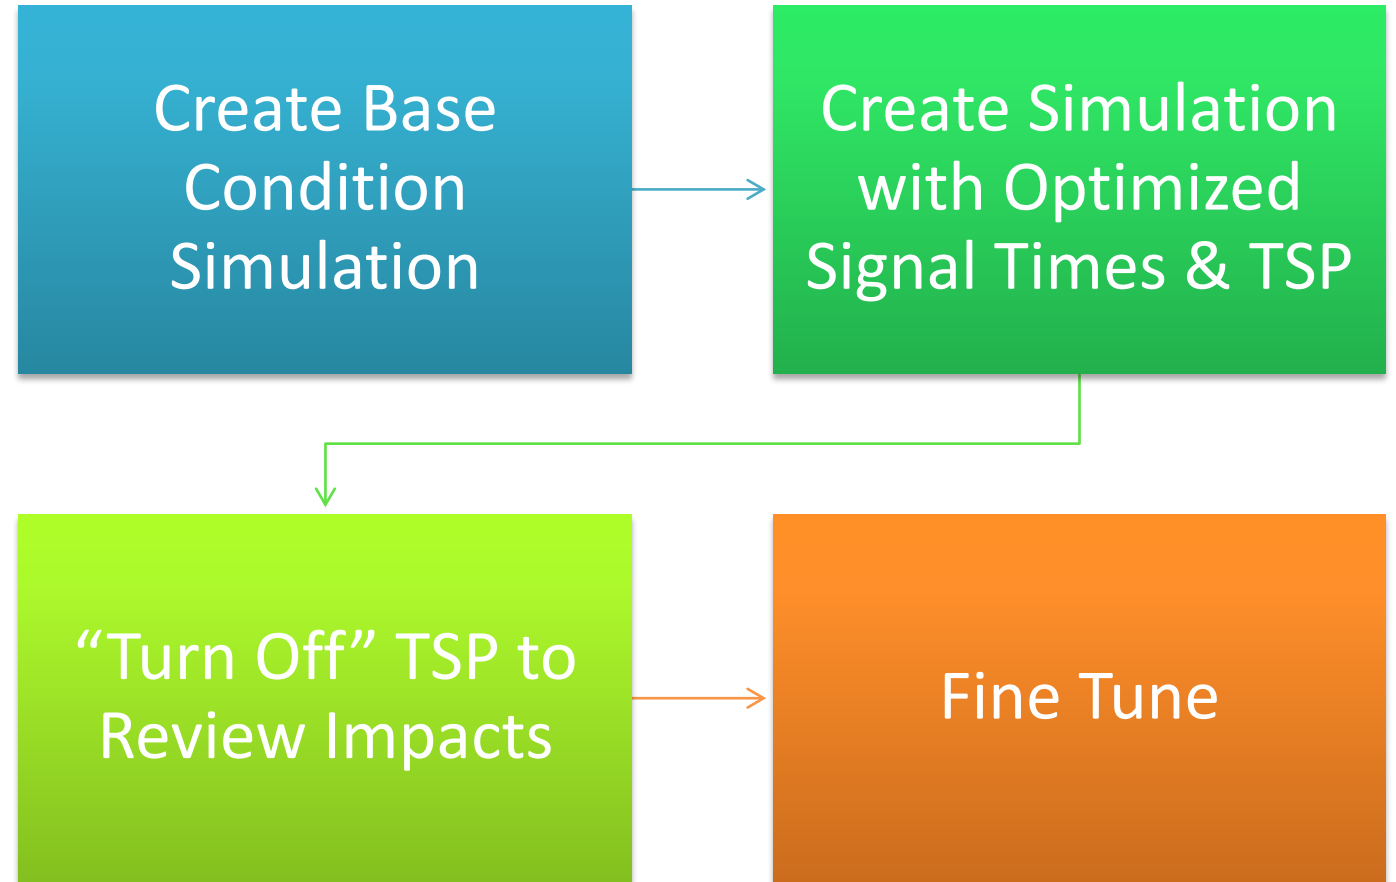 Create Base
Condition
Simulation
Create Simulation
with Optimized
Signal Times & TSP
“Turn Off” TSP to
Review Impacts
Fine Tune